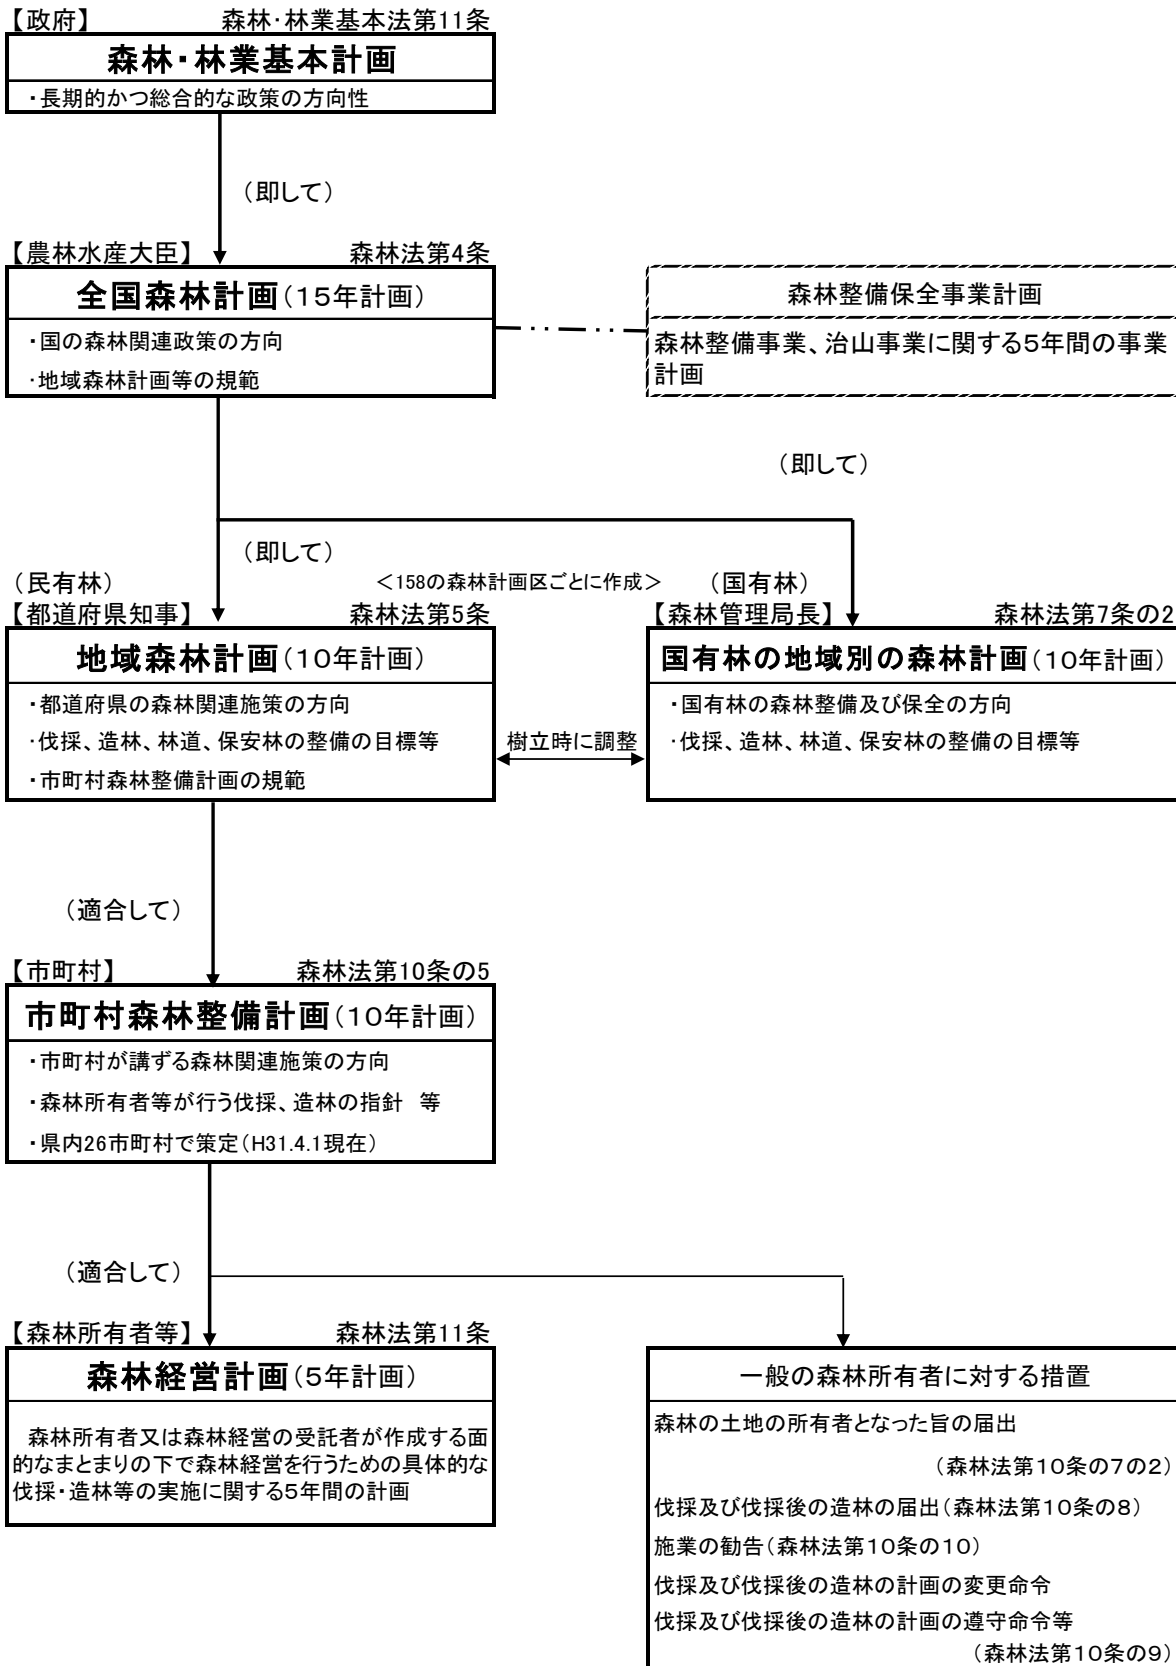 【政府】 森林・林業基本法第11条
森林・林業基本計画
・長期的かつ総合的な政策の方向性
（即して）
【農林水産大臣】 森林法第4条
全国森林計画（15年計画）
・国の森林関連政策の方向
・地域森林計画等の規範
森林整備保全事業計画
森林整備事業、治山事業に関する5年間の事業
計画
（即して）
（即して）
（民有林） ＜158の森林計画区ごとに作成＞ （国有林）
【都道府県知事】 森林法第5条
地域森林計画（10年計画）
・都道府県の森林関連施策の方向
・伐採、造林、林道、保安林の整備の目標等
・市町村森林整備計画の規範
樹立時に調整
【森林管理局長】 森林法第7条の2
国有林の地域別の森林計画（10年計画）
・国有林の森林整備及び保全の方向
・伐採、造林、林道、保安林の整備の目標等
（適合して）
【市町村】 森林法第10条の5
市町村森林整備計画（10年計画）
・市町村が講ずる森林関連施策の方向
・森林所有者等が行う伐採、造林の指針 等
・県内26市町村で策定（H31.4.1現在）
（適合して）
【森林所有者等】 森林法第11条
森林経営計画（5年計画）
森林所有者又は森林経営の受託者が作成する面
的なまとまりの下で森林経営を行うための具体的な
伐採・造林等の実施に関する5年間の計画
一般の森林所有者に対する措置
森林の土地の所有者となった旨の届出
（森林法第10条の7の2）
伐採及び伐採後の造林の届出（森林法第10条の8）
施業の勧告（森林法第10条の10）
伐採及び伐採後の造林の計画の変更命令
伐採及び伐採後の造林の計画の遵守命令等
（森林法第10条の9）